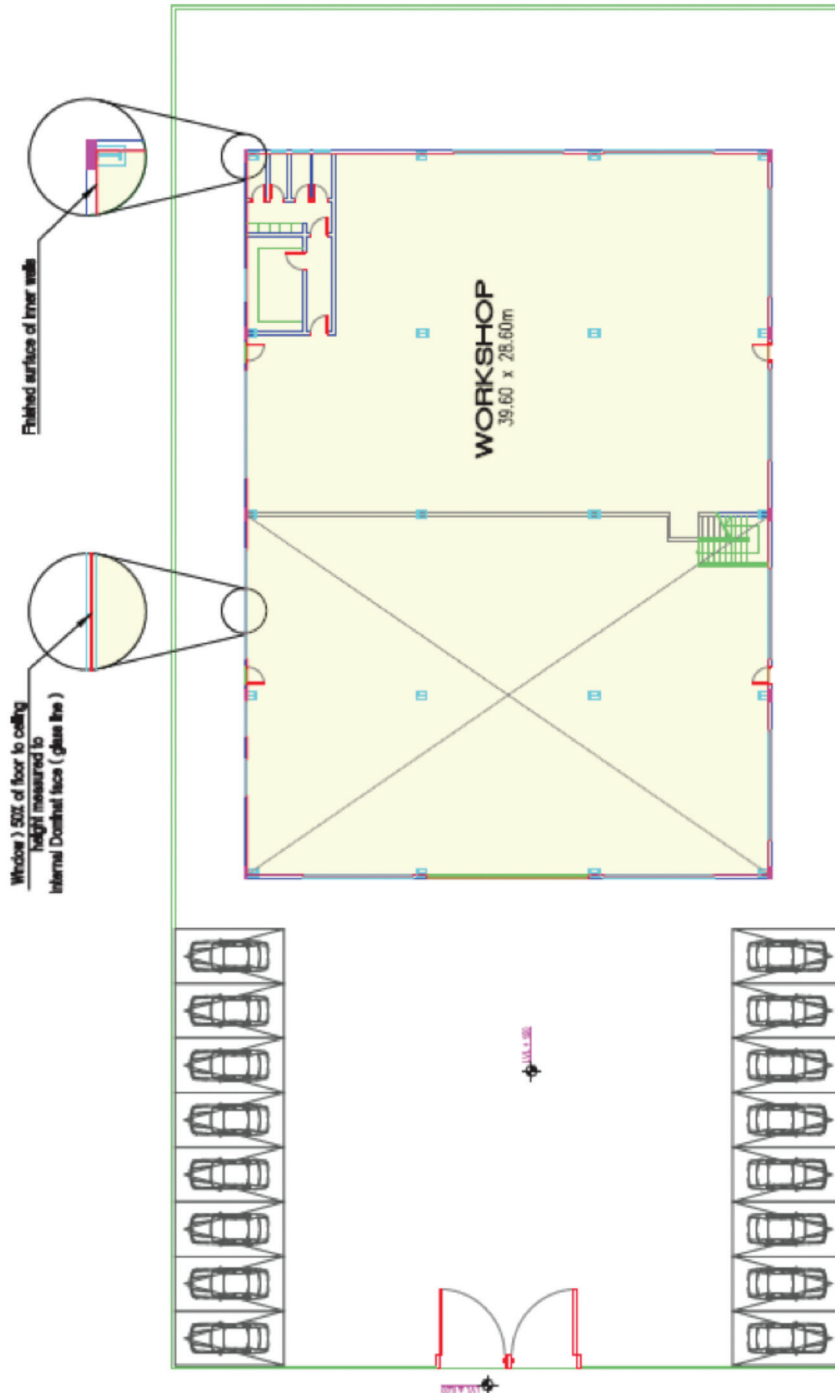 Finished surface of inner walls
Window ) 50% of floor to ceiling
height measured to
Internal Dominat face ( glass line )
WORKSHOP
39.60 x 28.60m